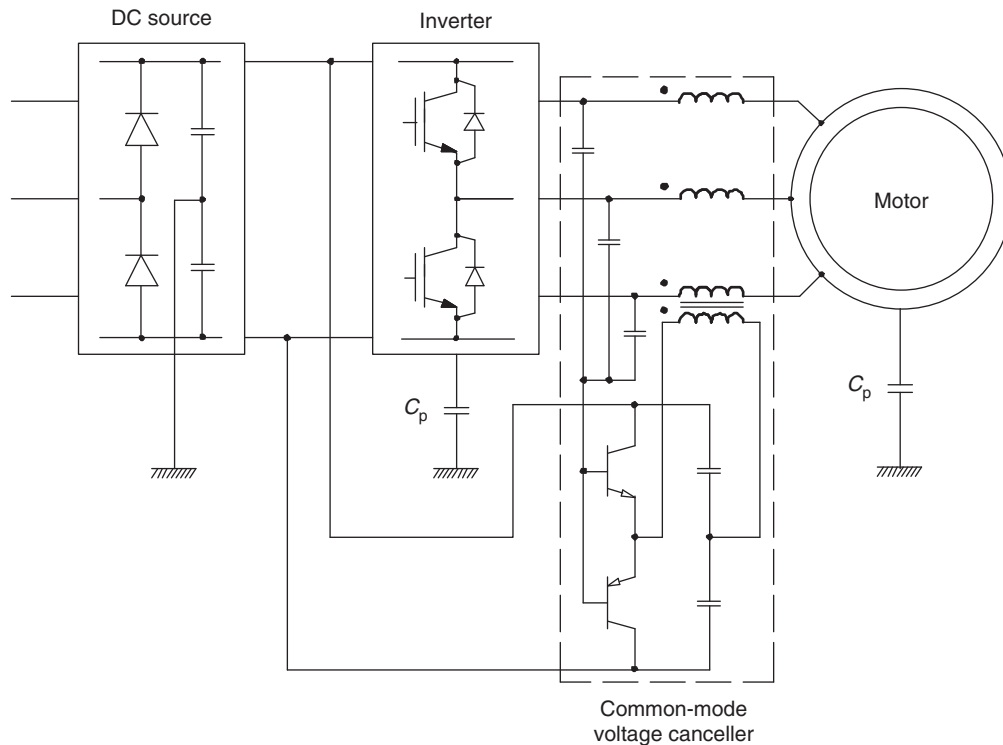 DC source
Inverter
Motor
Cp
Cp
Common-mode
voltage canceller